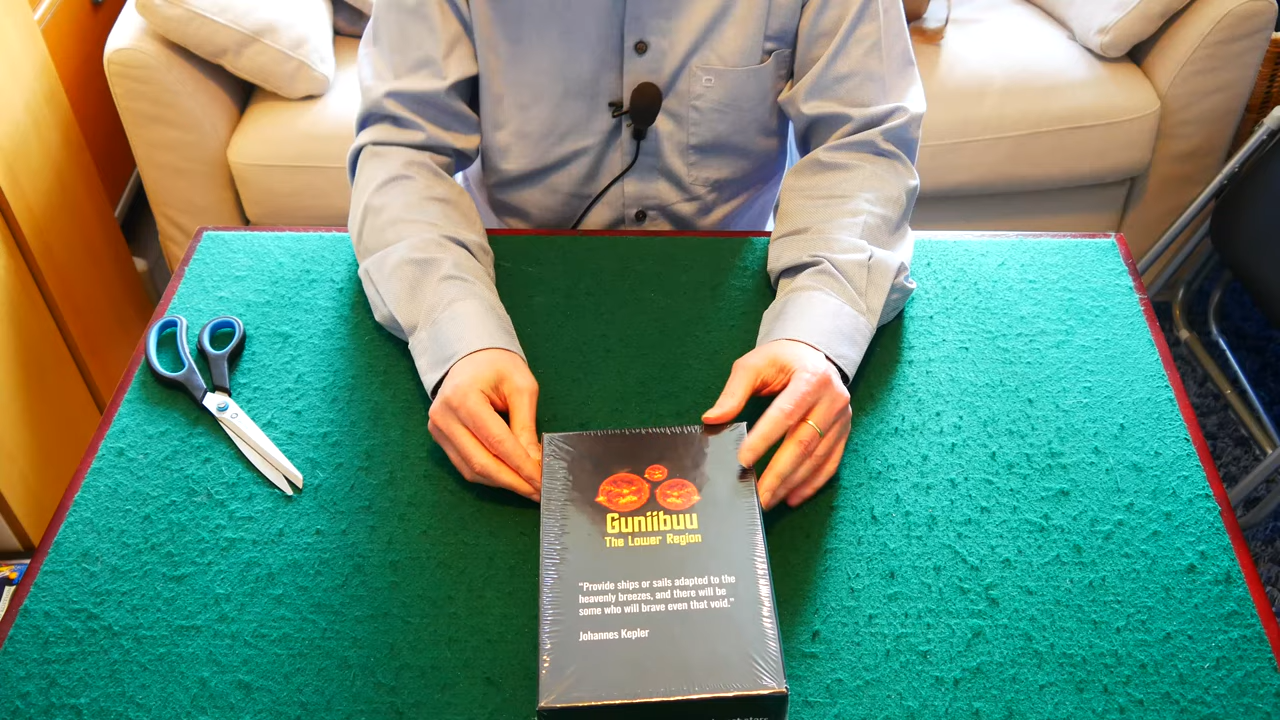 Guniibuu
The Lower Region
"Provide ships or sails adapted to the
heavenly breezes, and there will be
some who will brave even that void."
Johannes Kepler